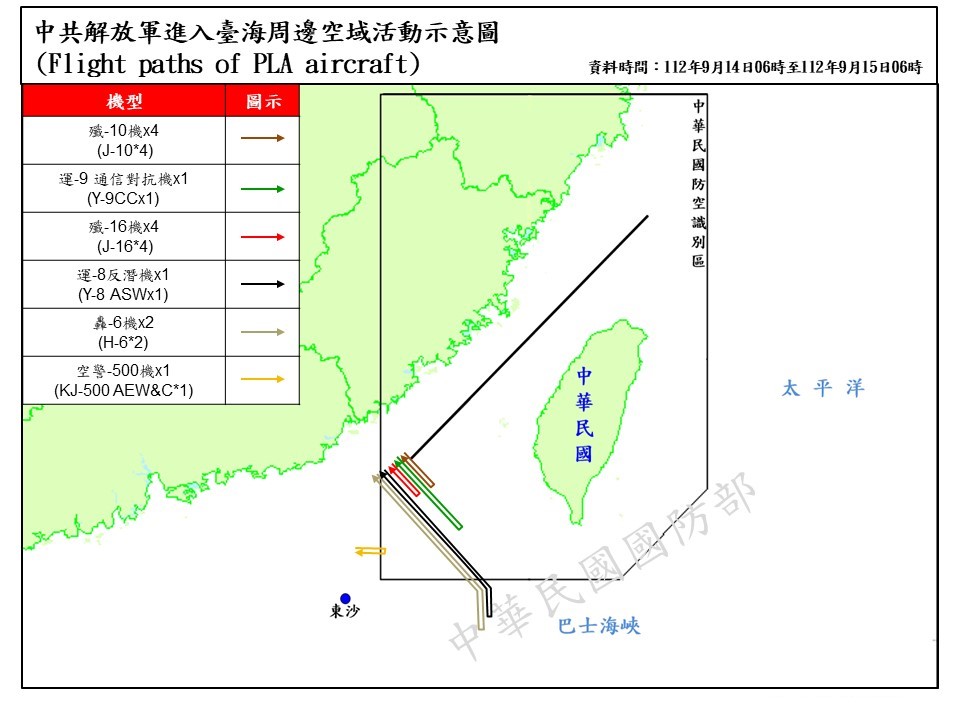 中共解放軍進入臺海周邊空域活動示意圖
(Flight paths of PLA aircraft)
資料時間：112年9月14日06時至112年9月15日06時
機型
圖示
殲-10機x4
(J-10*4)
運-9 通信對抗機x1
(Y-9CCx1)
殲-16機x4
(J-16*4)
運-8反潛機x1
(Y-8 ASWx1)
轟-6機x2
(H-6*2)
空警-500機x1
(KJ-500 AEW&C*1)
中華民國防空識別區
中華民國
太平洋
東沙
巴士海峽
中華民國國防部